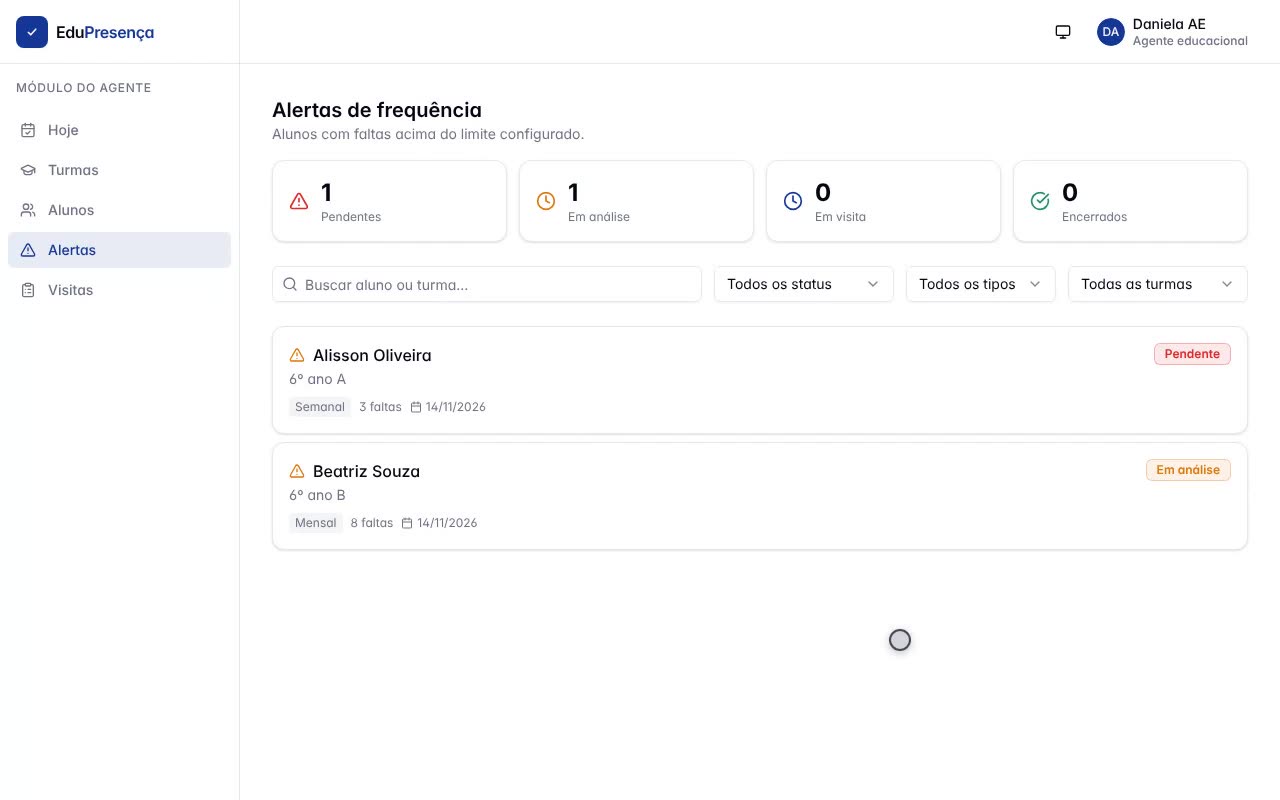 EduPresença
Daniela AE
DA
Agente educacional
MÓDULO DO AGENTE
Hoje
Turmas
Alunos
Alertas
Visitas
Alertas de frequência
Alunos com faltas acima do limite configurado.
1
Pendentes
1
Em análise
0
Em visita
0
Encerrados
Buscar aluno ou turma...
Todos os status
Todos os tipos
Todas as turmas
Alisson Oliveira
Pendente
6º ano A
Semanal 3 faltas 14/11/2026
Beatriz Souza
Em análise
6º ano B
Mensal 8 faltas 14/11/2026